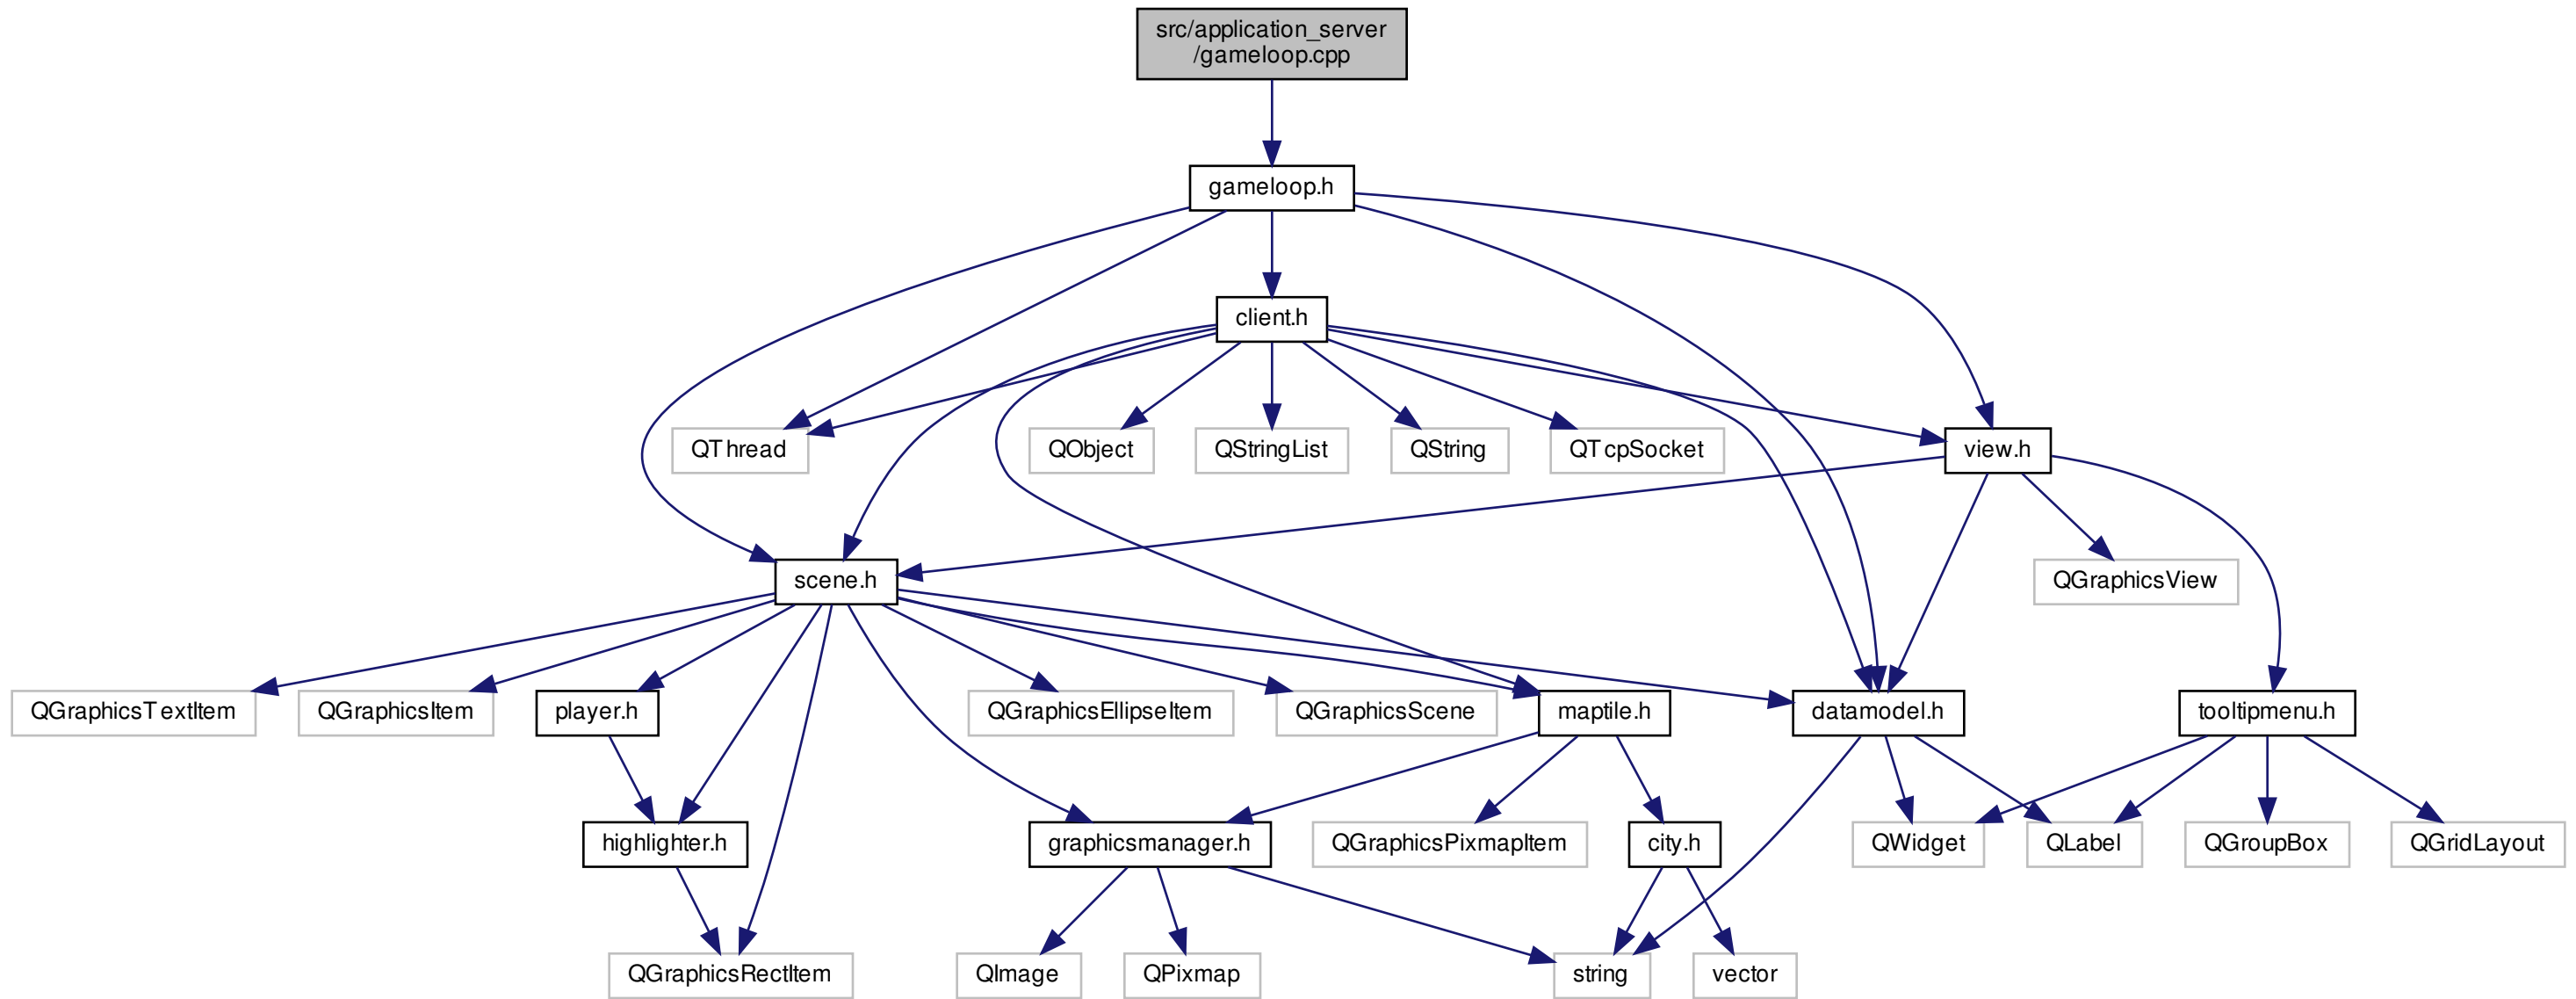 src/application_server
/gameloop.cpp
gameloop.h
client.h
QThread
QObject
QStringList
QString
QTcpSocket
view.h
scene.h
QGraphicsView
QGraphicsTextItem
QGraphicsItem
player.h
QGraphicsEllipseItem
QGraphicsScene
maptile.h
datamodel.h
tooltipmenu.h
highlighter.h
graphicsmanager.h
QGraphicsPixmapItem
city.h
QWidget
QLabel
QGroupBox
QGridLayout
QGraphicsRectItem
QImage
QPixmap
string
vector